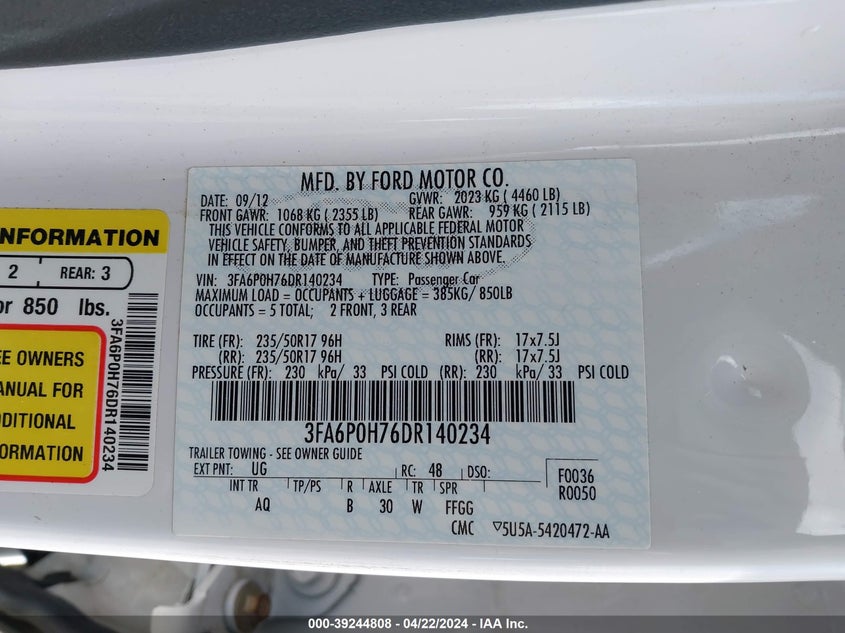 MFD. BY FORD MOTOR CO.
DATE: 09/12 GVWR: 2023 KG ( 4460 LB)
FRONT GAWR: 1068 KG ( 2355 LB) REAR GAWR: 959 KG ( 2115 LB)
THIS VEHICLE CONFORMS TO ALL APPLICABLE FEDERAL MOTOR
VEHICLE SAFETY, BUMPER, AND THEFT PREVENTION STANDARDS
IN EFFECT ON THE DATE OF MANUFACTURE SHOWN ABOVE.
VIN: 3FA6P0H76DR140234 TYPE: Passenger Car
MAXIMUM LOAD = OCCUPANTS + LUGGAGE = 385KG/ 850LB
OCCUPANTS = 5 TOTAL; 2 FRONT, 3 REAR
TIRE (FR): 235/50R17 96H RIMS (FR): 17x7.5J
(RR): 235/50R17 96H (RR): 17x7.5J
PRESSURE (FR): 230 kPa/ 33 PSI COLD (RR): 230 kPa/ 33 PSI COLD
3FA6P0H76DR140234
TRAILER TOWING - SEE OWNER GUIDE
EXT PNT: UG RC: 48 DSO: F0036
R0050
INT TR TP/PS R AXLE TR SPR
AQ B 30 W FFGG
CMC ▽5U5A-5420472-AA
INFORMATION
2 REAR: 3
or 850 lbs.
EE OWNERS
ANUAL FOR
DDITIONAL
FORMATION
3FA6P0H76DR140234
000-39244808 - 04/22/2024 - IAA Inc.